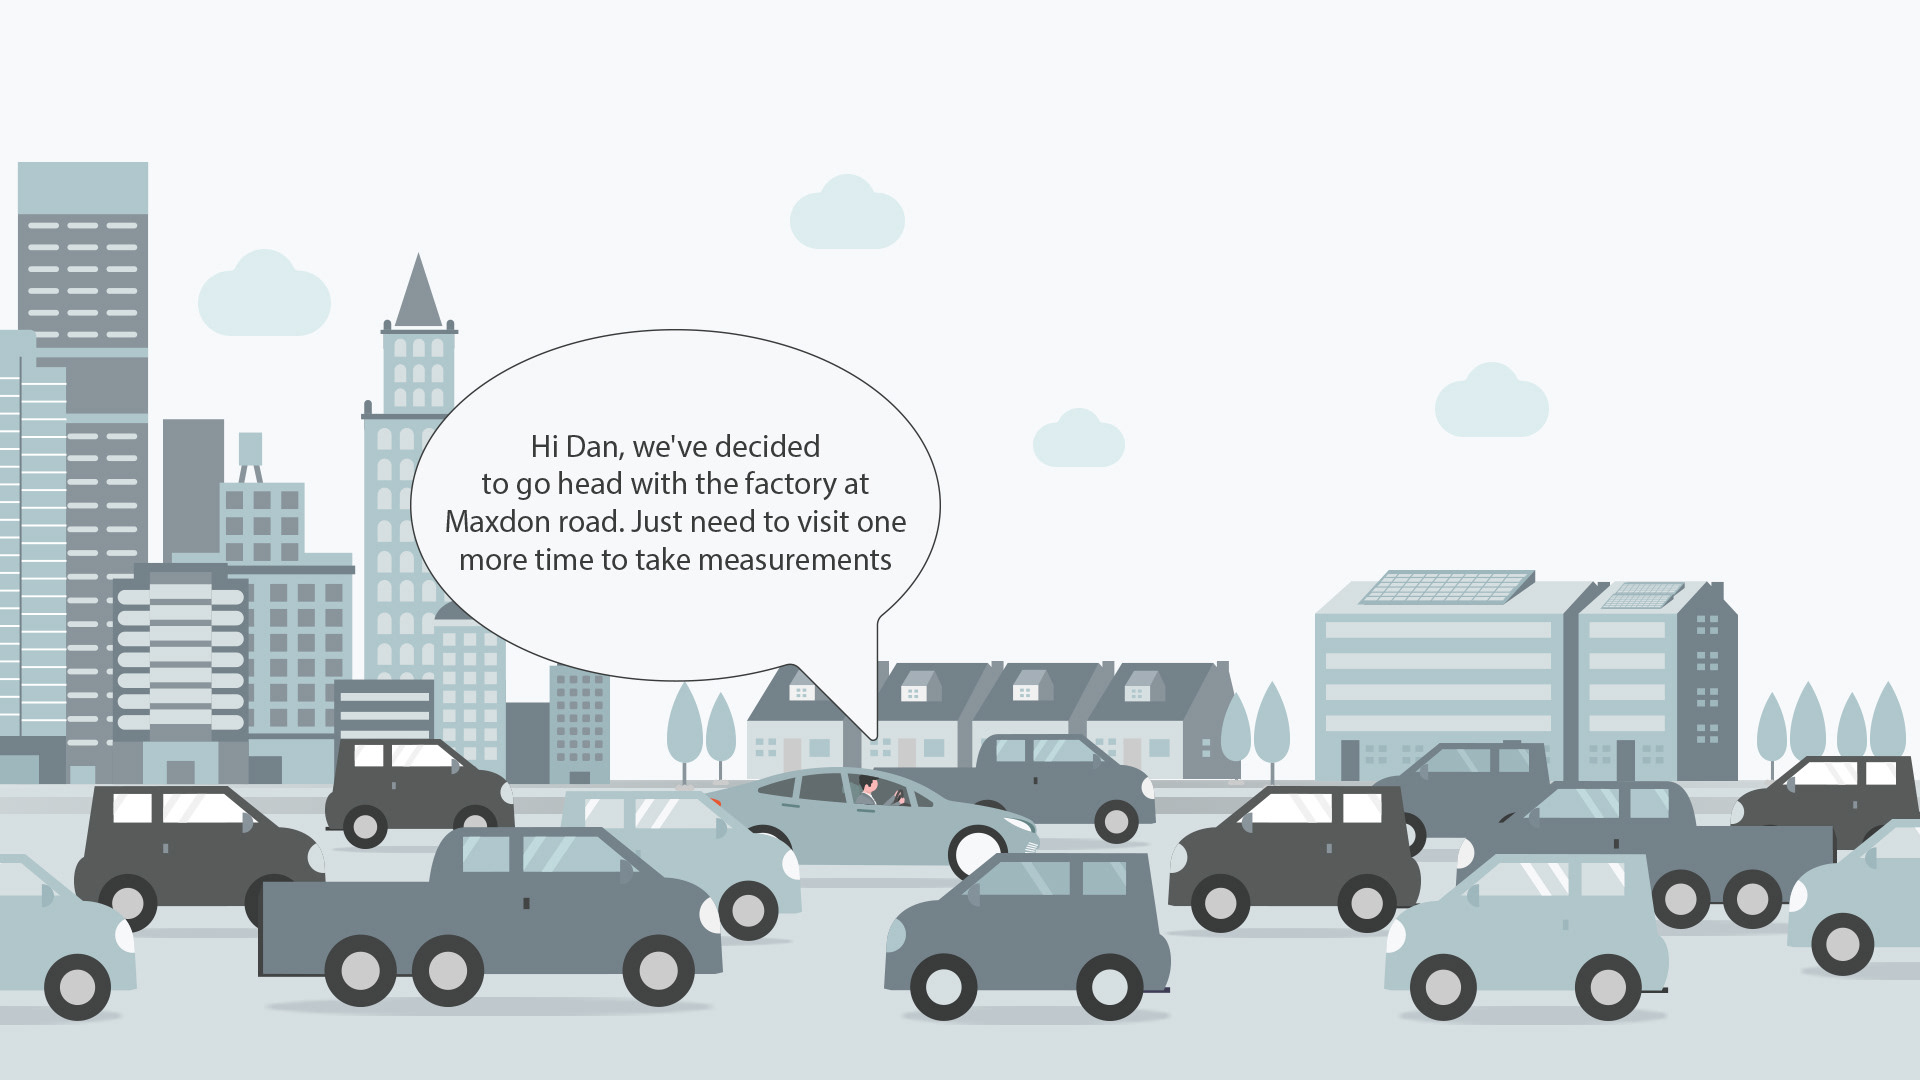 Hi Dan, we've decided
to go head with the factory at
Maxdon road. Just need to visit one
more time to take measurements